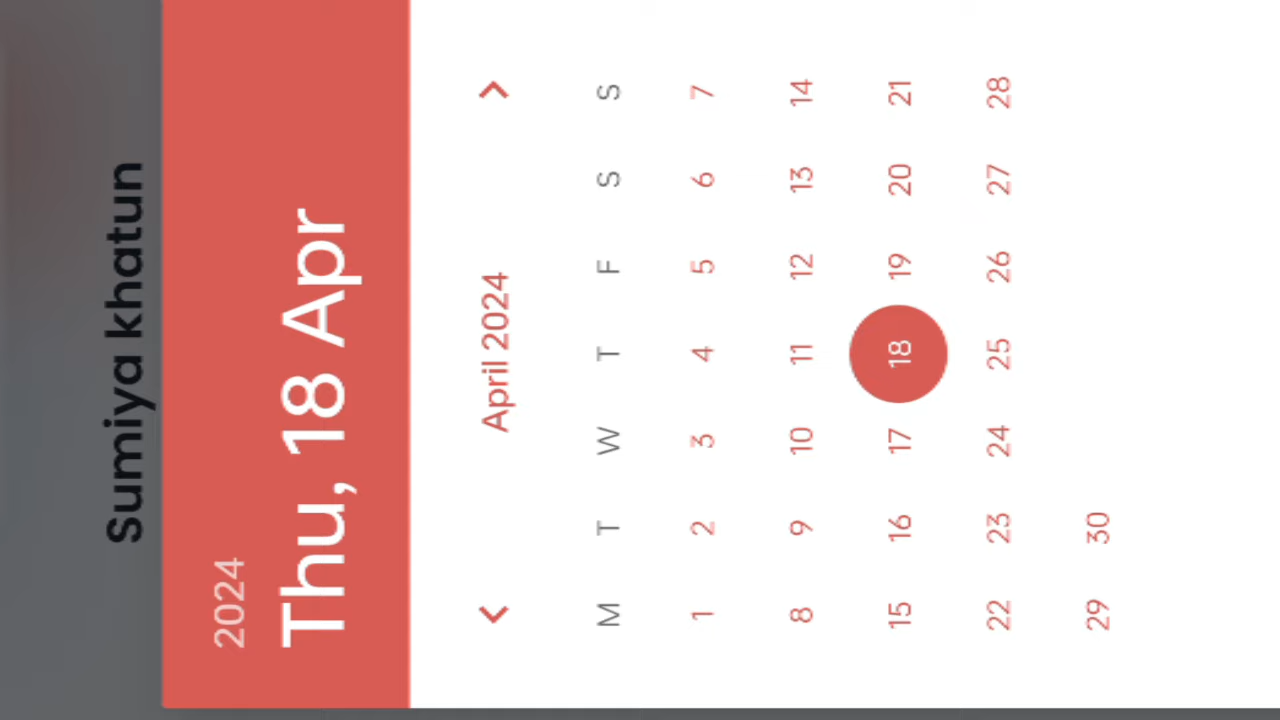 Sumiya khatun
2024
Thu, 18 Apr
April 2024
M T W T F S S
1 2 3 4 5 6 7
8 9 10 11 12 13 14
15 16 17 18 19 20 21
22 23 24 25 26 27 28
29 30